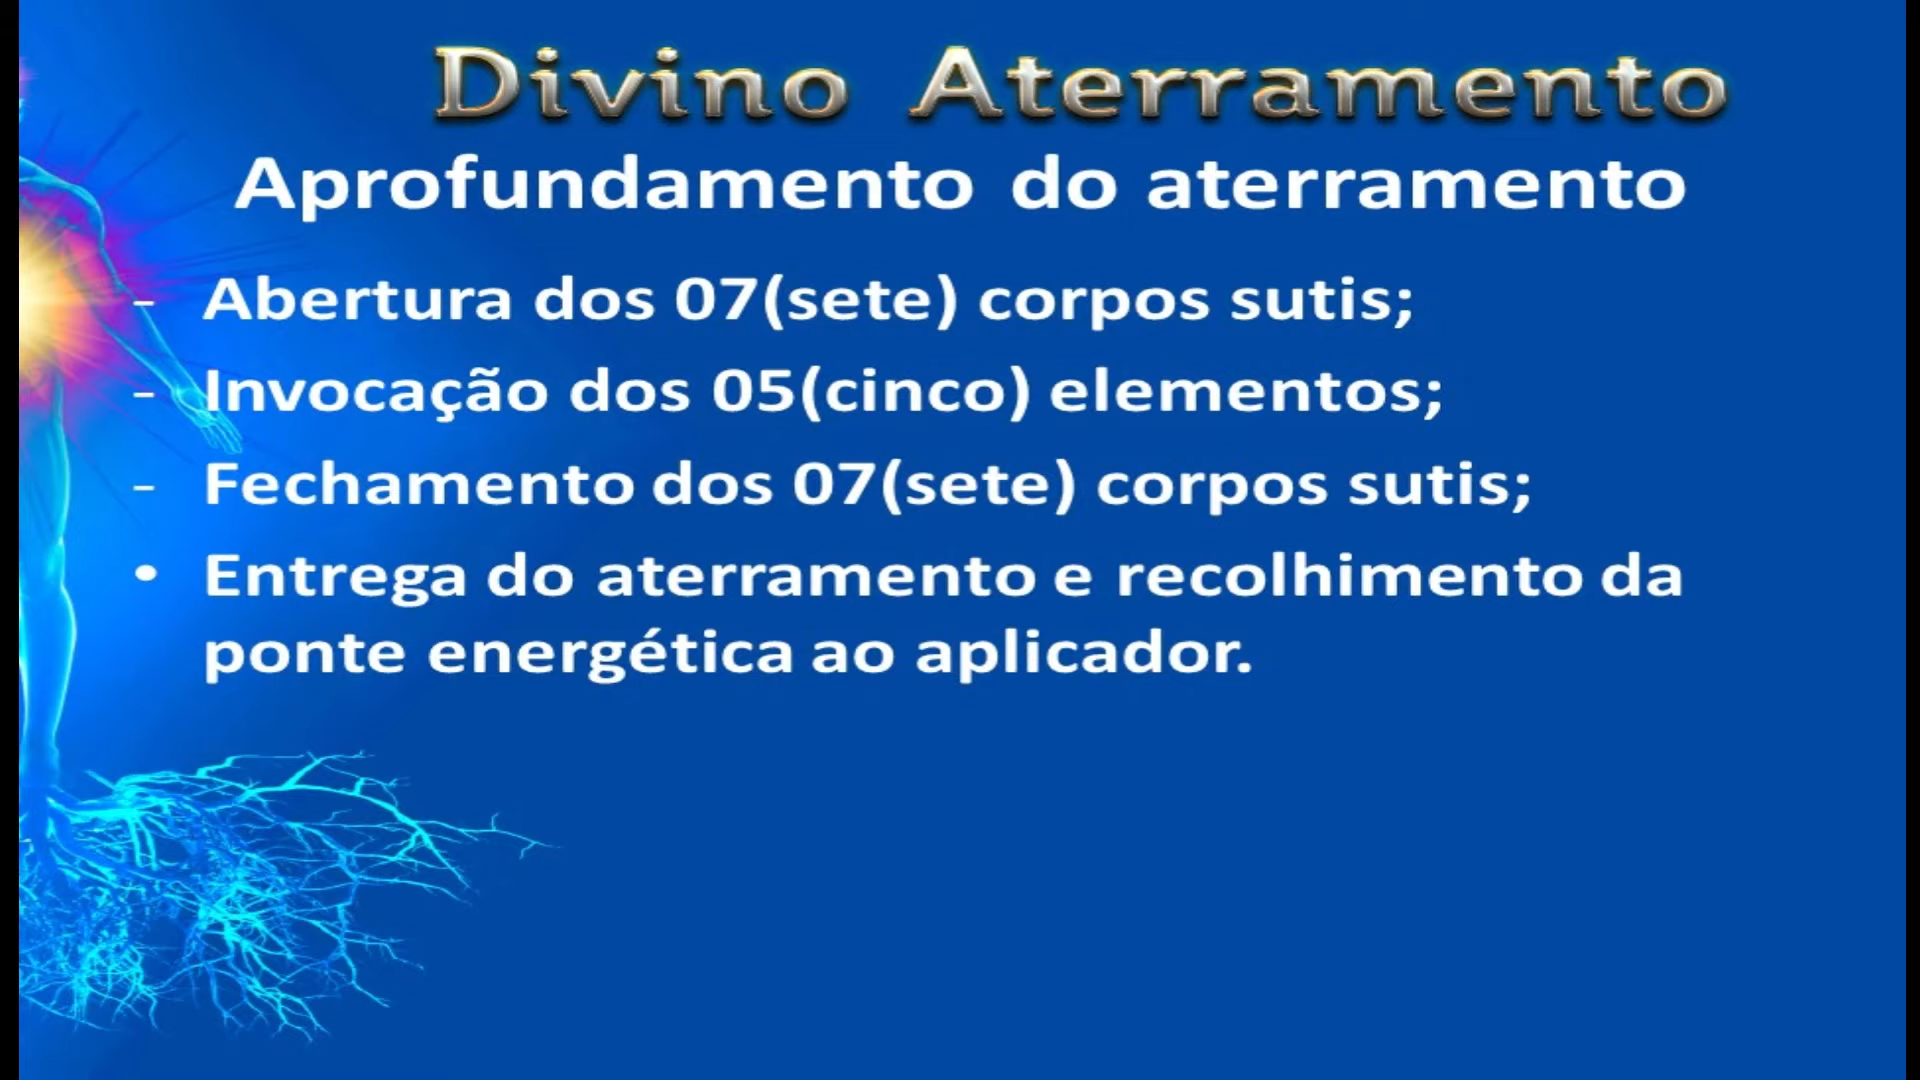 Divino Aterramento
Aprofundamento do aterramento
- Abertura dos 07(sete) corpos sutis;
- Invocação dos 05(cinco) elementos;
- Fechamento dos 07(sete) corpos sutis;
• Entrega do aterramento e recolhimento da
ponte energética ao aplicador.